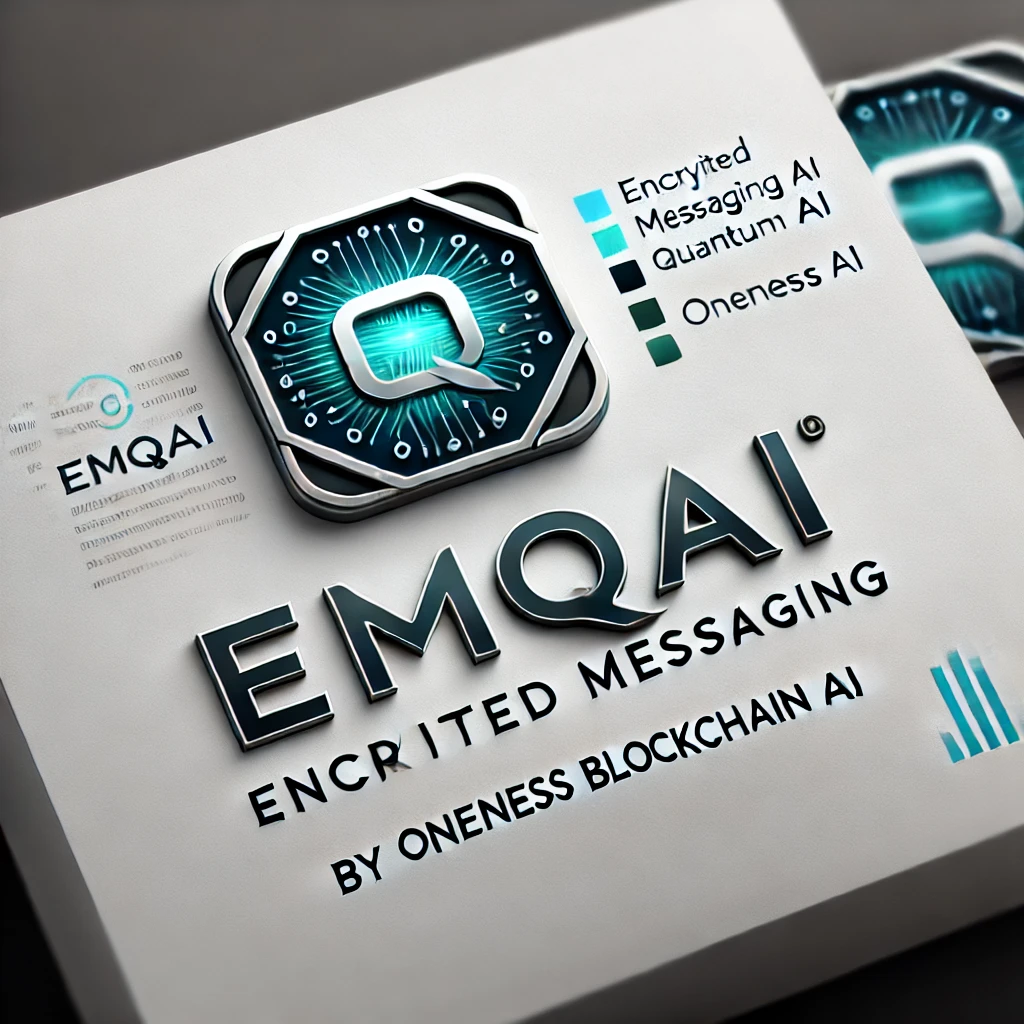 Encryited
Messaging AI
Quantum AI
Oneness AI
Q
EMQAI
EMQAI
ENCRITED MESSAGING
BY ONENESS BLOCKCHAIN AI